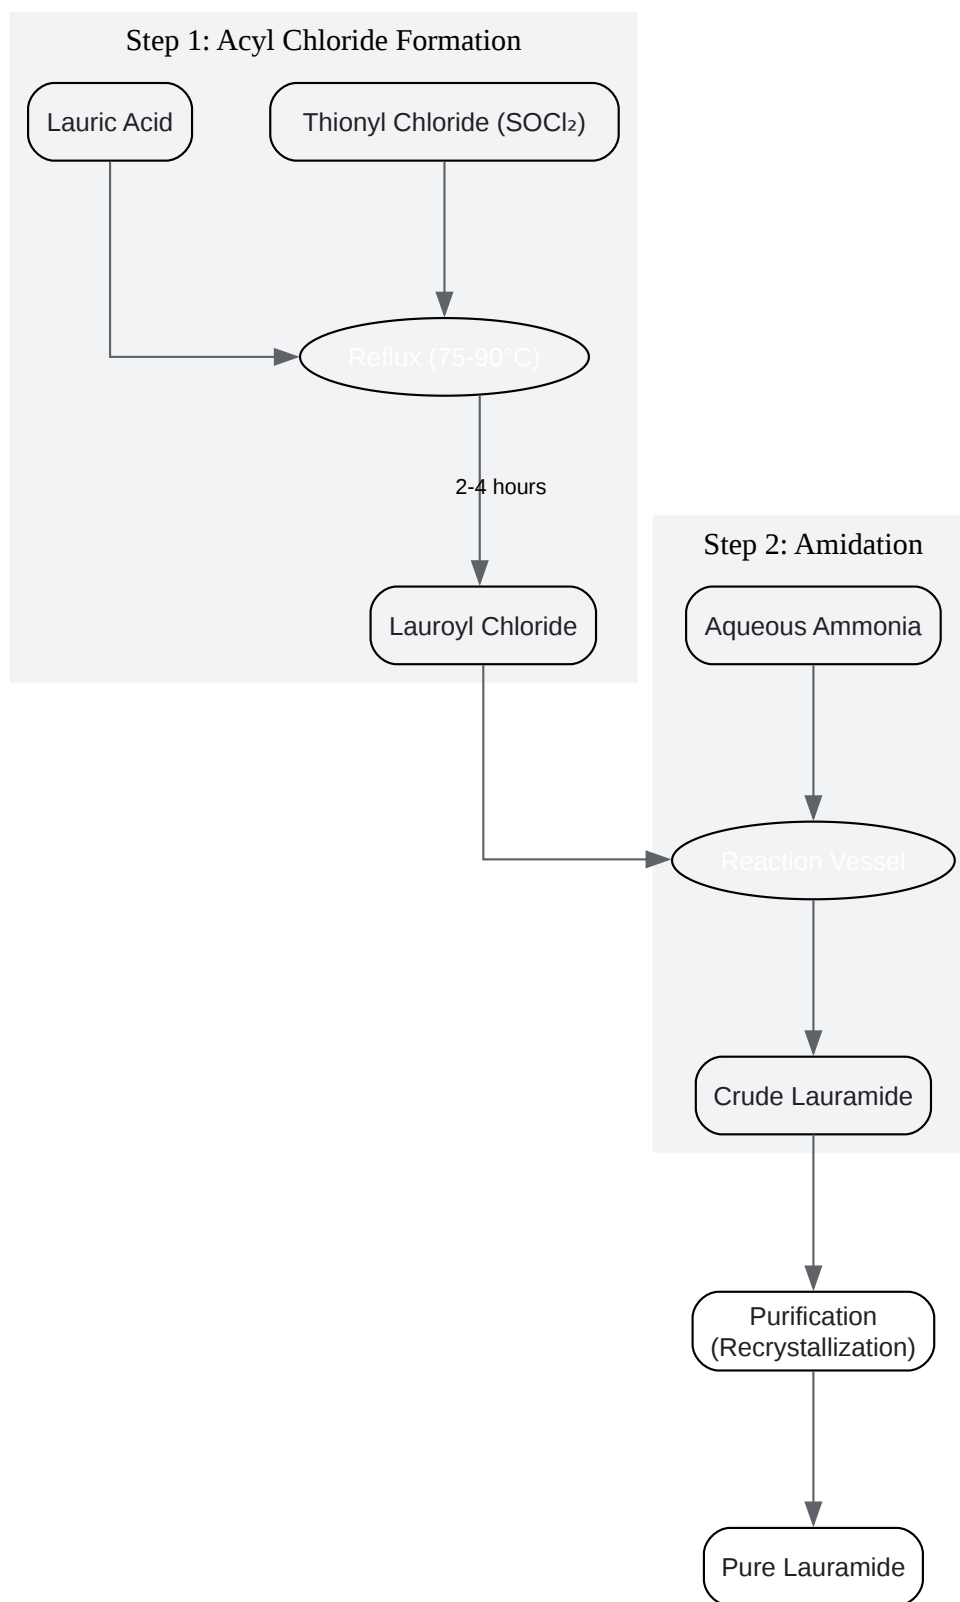 Step 1: Acyl Chloride Formation
Lauric Acid
Thionyl Chloride (SOCl₂)
Reflux (75-90°C)
2-4 hours
Lauroyl Chloride
Step 2: Amidation
Aqueous Ammonia
Reaction Vessel
Crude Lauramide
Purification
(Recrystallization)
Pure Lauramide